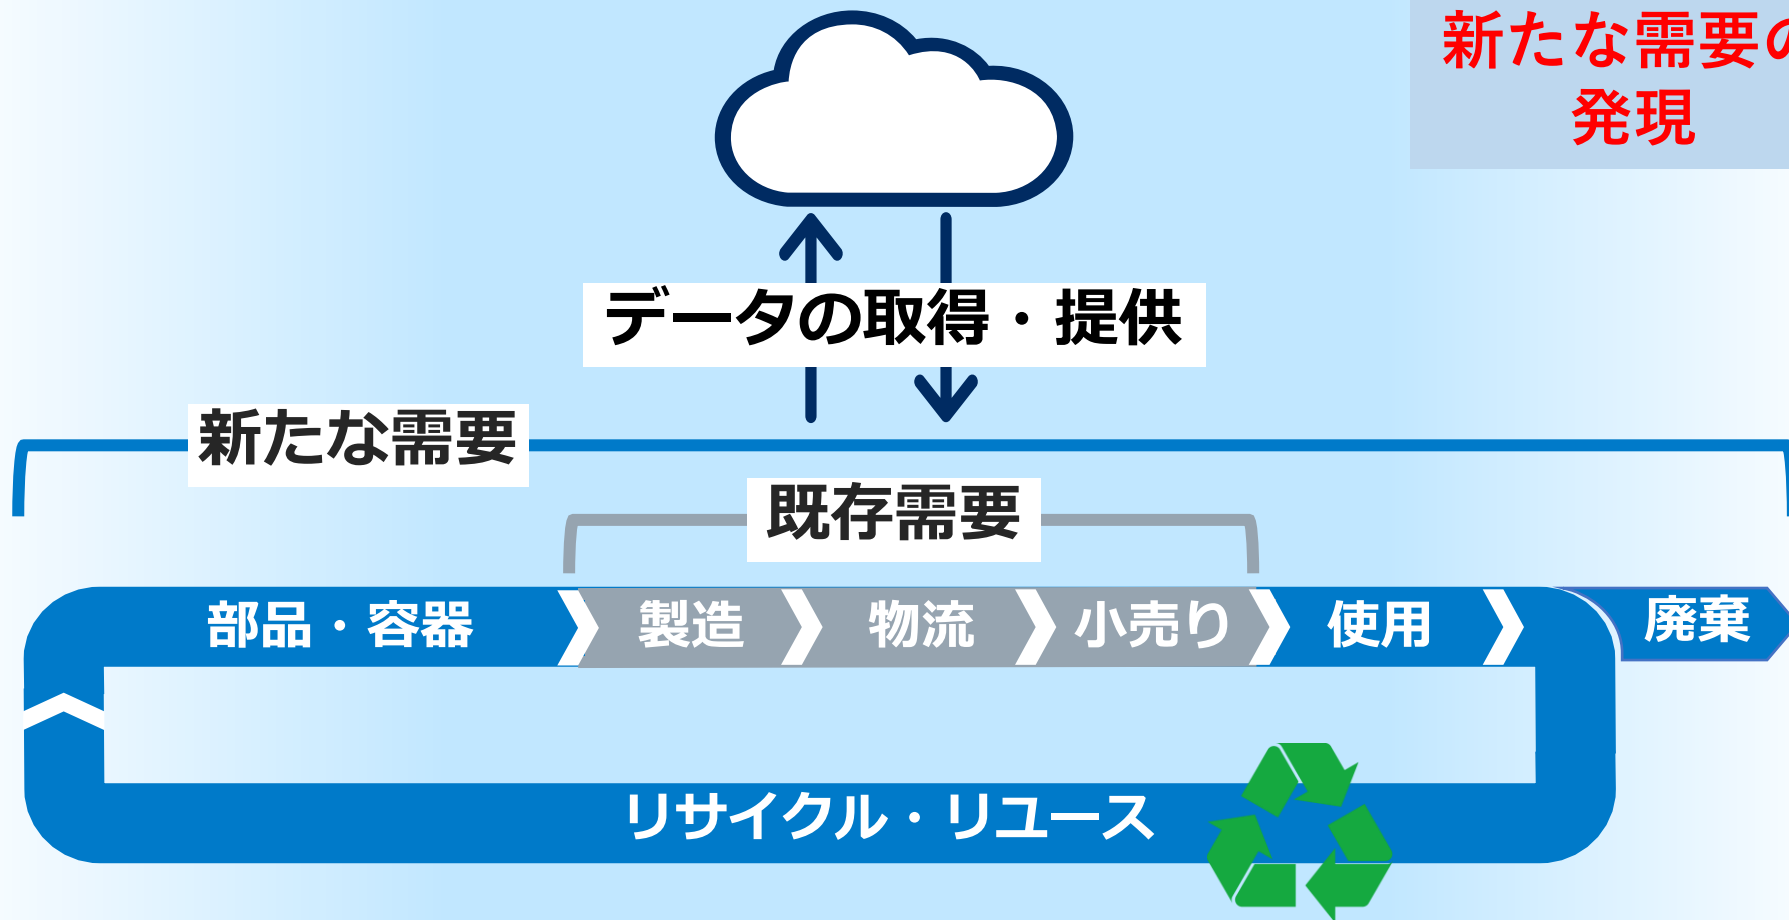 新たな需要の
発現
データの取得・提供
新たな需要
既存需要
部品・容器
製造
物流
小売り
使用
廃棄
リサイクル・リユース